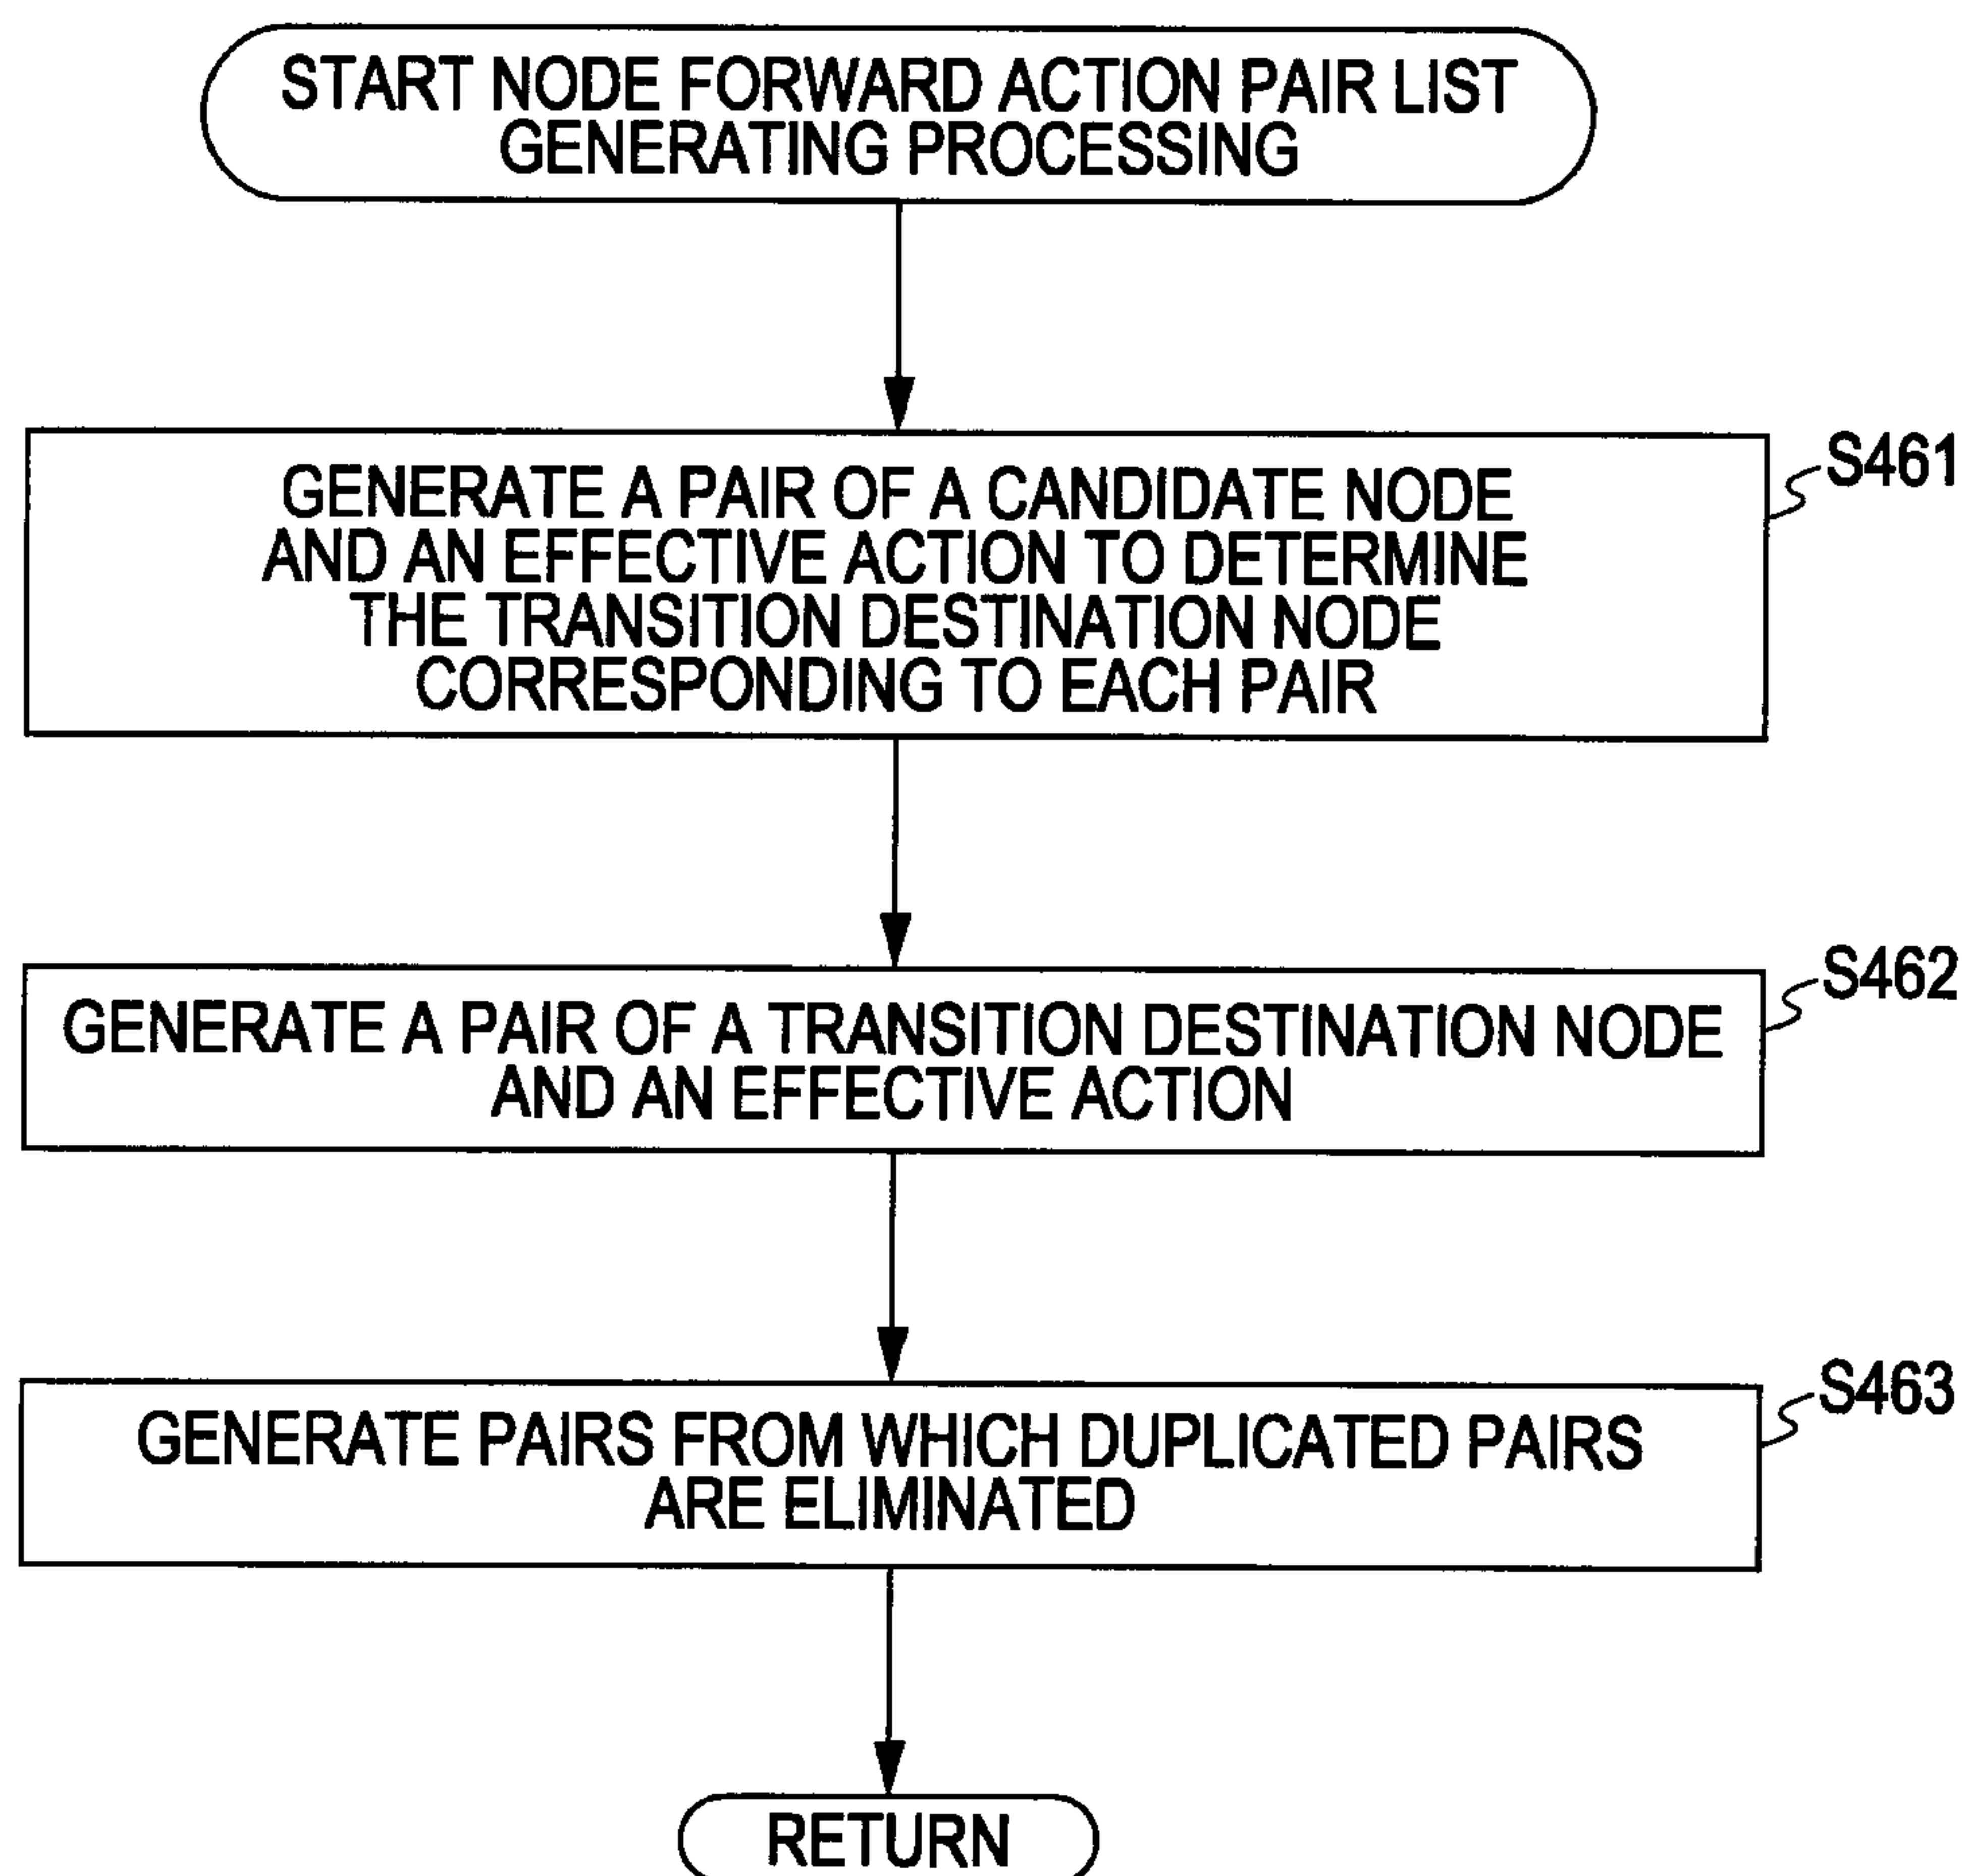 START NODE FORWARD ACTION PAIR LIST
GENERATING PROCESSING
S461
GENERATE A PAIR OF A CANDIDATE NODE
AND AN EFFECTIVE ACTION TO DETERMINE
THE TRANSITION DESTINATION NODE
CORRESPONDING TO EACH PAIR
S462
GENERATE A PAIR OF A TRANSITION DESTINATION NODE
AND AN EFFECTIVE ACTION
S463
GENERATE PAIRS FROM WHICH DUPLICATED PAIRS
ARE ELIMINATED
RETURN